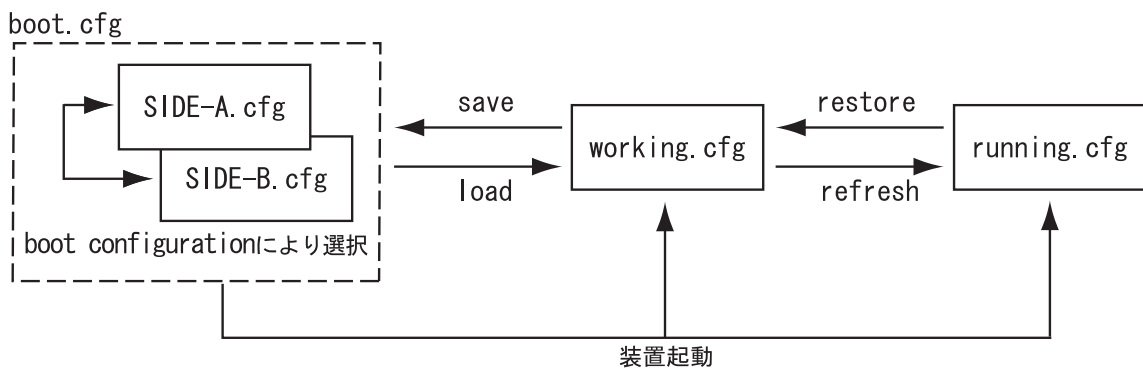 boot.cfg
SIDE-A.cfg
SIDE-B.cfg
boot configurationにより選択
save
load
working.cfg
restore
refresh
running.cfg
装置起動